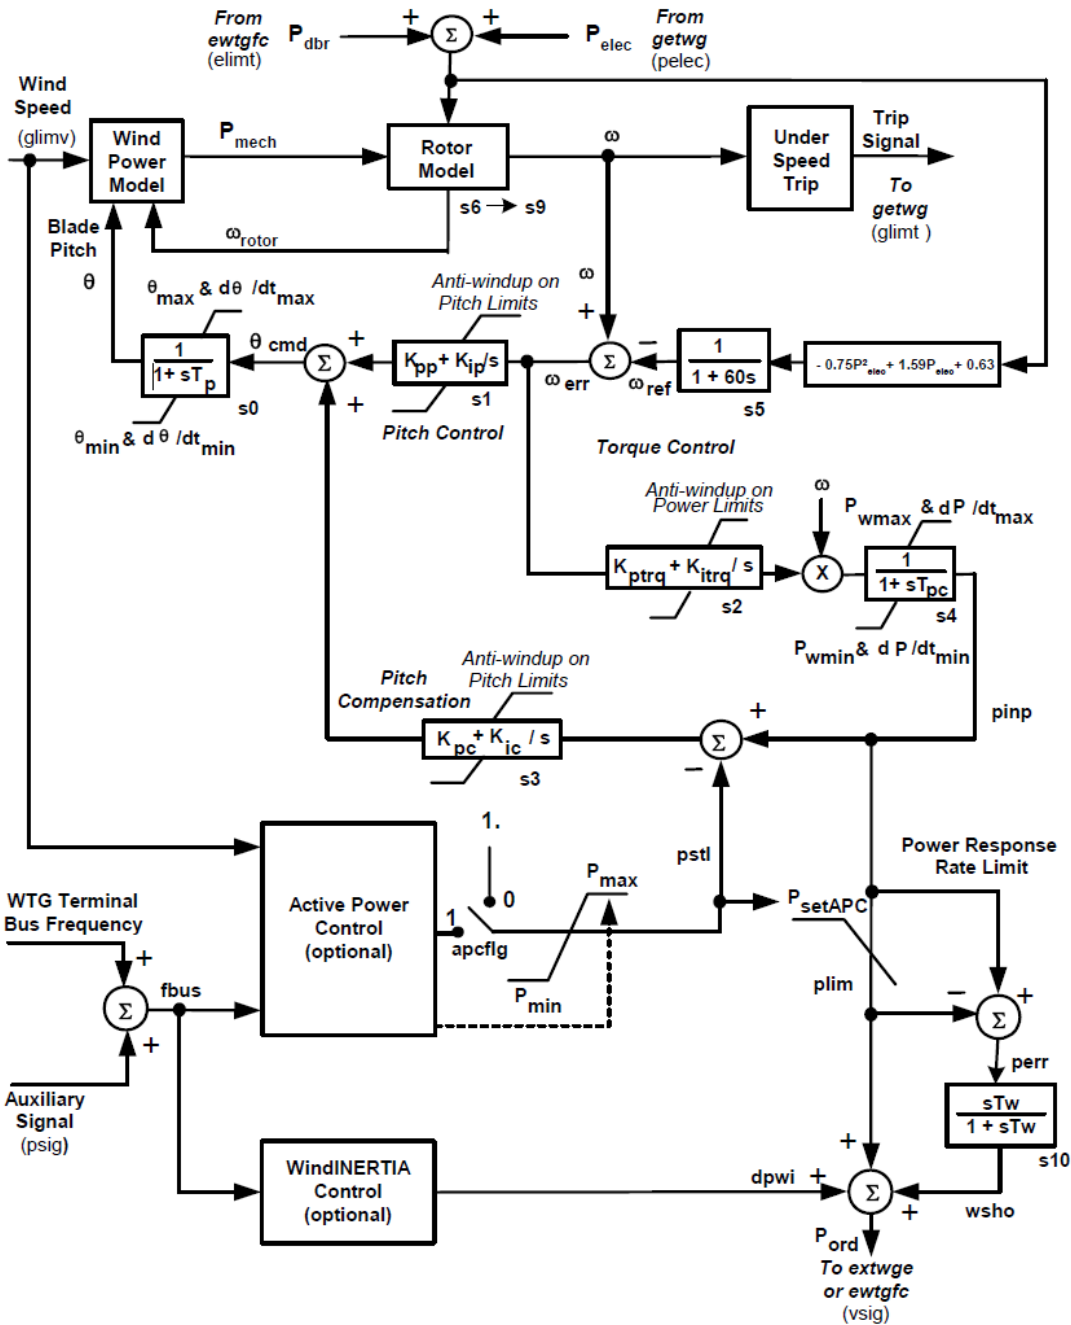 From
ewtgfc
(elimt)
P dbr
+
Σ
+
P elec
From
getwg
(pelec)
Wind
Speed
(glimv)
Wind
Power
Model
P mech
Rotor
Model
s6 → s9
ω
Under
Speed
Trip
Trip
Signal
To
getwg
(glimt )
Blade
Pitch
θ
ω rotor
θ max & dθ /dt max
1
1+ sT p
s0
θ min & dθ /dt min
θ cmd
Σ
+
+
Anti-windup on
Pitch Limits
K pp + K ip /s
s1
Pitch Control
ω err
ω
+
Σ
−
ω ref
1
1 + 60s
s5
- 0.75P² elec + 1.59P elec + 0.63
Torque Control
Anti-windup on
Power Limits
K ptrq + K itrq / s
s2
ω
X
P wmax & dP /dt max
1
1+ sT pc
s4
P wmin & dP/dt min
Pitch
Compensation
Anti-windup on
Pitch Limits
K pc + K ic / s
s3
Σ
+
−
pinp
pstl
WTG Terminal
Bus Frequency
+
Σ
+
fbus
Auxiliary
Signal
(psig)
Active Power
Control
(optional)
1.
0
1
apcflg
P max
P min
P setAPC
Power Response
Rate Limit
plim
−
+
Σ
perr
sTw
1 + sTw
s10
WindINERTIA
Control
(optional)
dpwi
+
+
Σ
+
wsho
P ord
To extwge
or ewtgfc
(vsig)